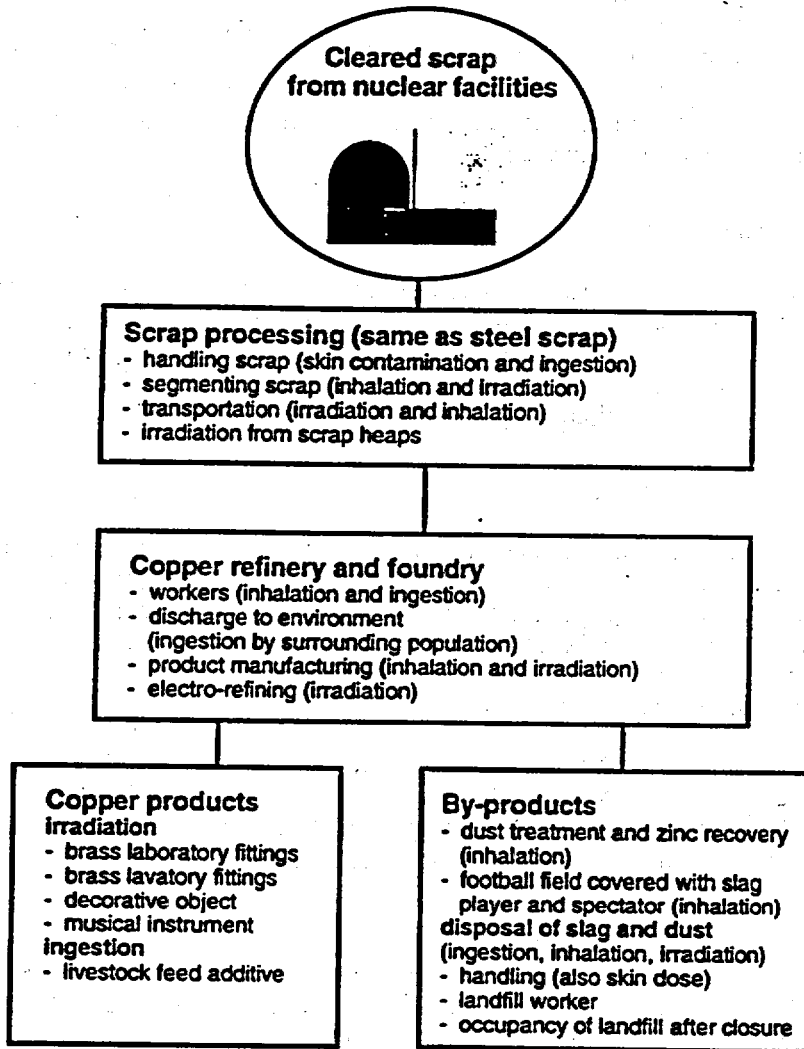 Cleared scrap
from nuclear facilities
Scrap processing (same as steel scrap)
- handling scrap (skin contamination and ingestion)
- segmenting scrap (inhalation and irradiation)
- transportation (irradiation and inhalation)
- irradiation from scrap heaps
Copper refinery and foundry
- workers (inhalation and ingestion)
- discharge to environment
(ingestion by surrounding population)
- product manufacturing (inhalation and irradiation)
- electro-refining (irradiation)
Copper products
irradiation
- brass laboratory fittings
- brass lavatory fittings
- decorative object
- musical instrument
ingestion
- livestock feed additive
By-products
- dust treatment and zinc recovery
(inhalation)
- football field covered with slag
player and spectator (inhalation)
disposal of slag and dust
(ingestion, inhalation, irradiation)
- handling (also skin dose)
- landfill worker
- occupancy of landfill after closure